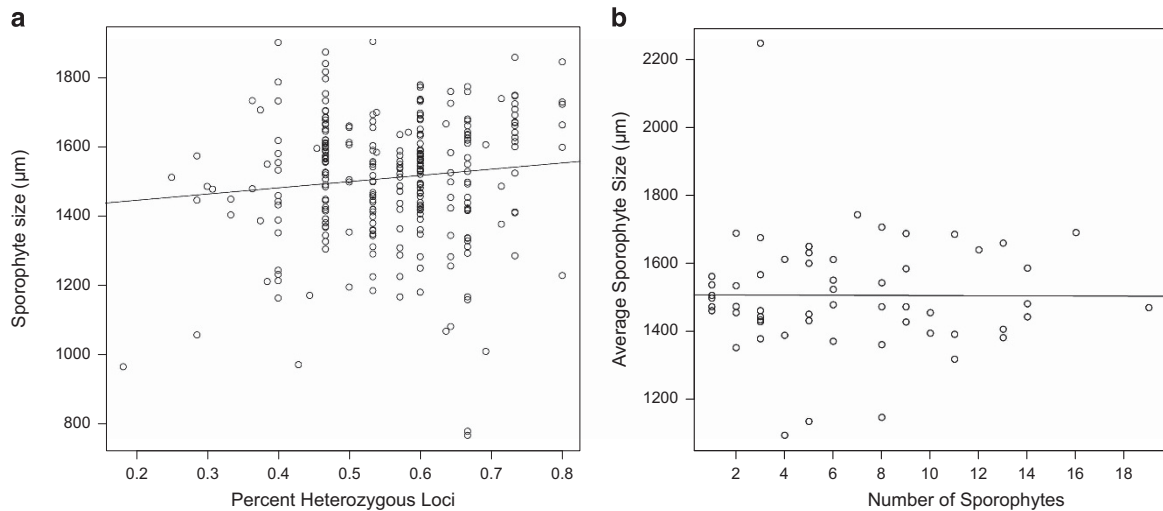 a
Sporophyte size (µm)
1800
1600
1400
1200
1000
800
0.2 0.3 0.4 0.5 0.6 0.7 0.8
Percent Heterozygous Loci
b
Average Sporophyte Size (µm)
2200
2000
1800
1600
1400
1200
2 4 6 8 10 12 14 16 18
Number of Sporophytes